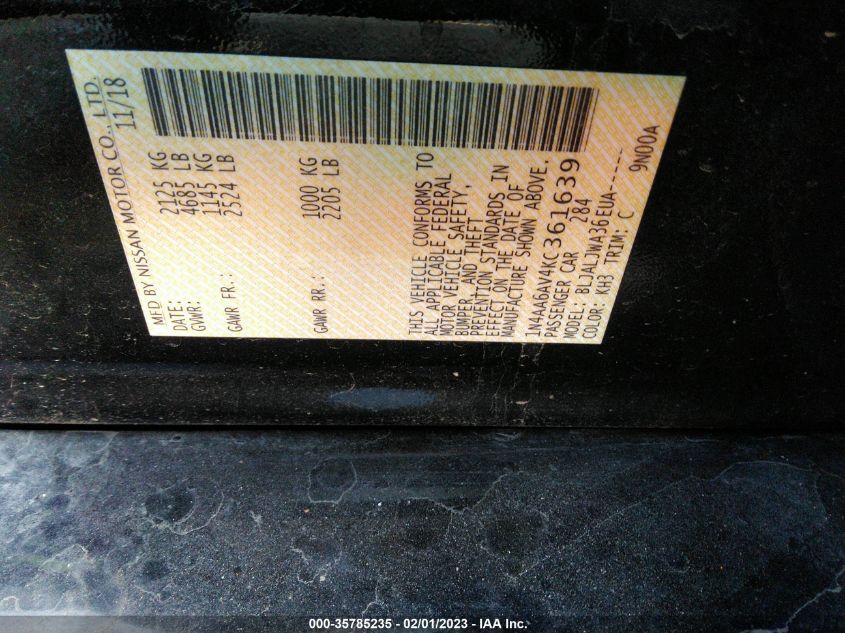 MFD BY NISSAN MOTOR CO., LTD.
DATE: 11/18
GVWR: 2125 KG
4685 LB
GAWR FR.: 1145 KG
2524 LB
GAWR RR.: 1000 KG
2205 LB
THIS VEHICLE CONFORMS TO
ALL APPLICABLE FEDERAL
MOTOR VEHICLE SAFETY,
BUMPER, AND THEFT
PREVENTION STANDARDS IN
EFFECT ON THE DATE OF
MANUFACTURE SHOWN ABOVE.
1N4AA6AV4KC361639
PASSENGER CAR 284
MODEL: BLJALJWA36EUA-----
COLOR: KH3 TRIM: C 9N00A
000-35785235 - 02/01/2023 - IAA Inc.